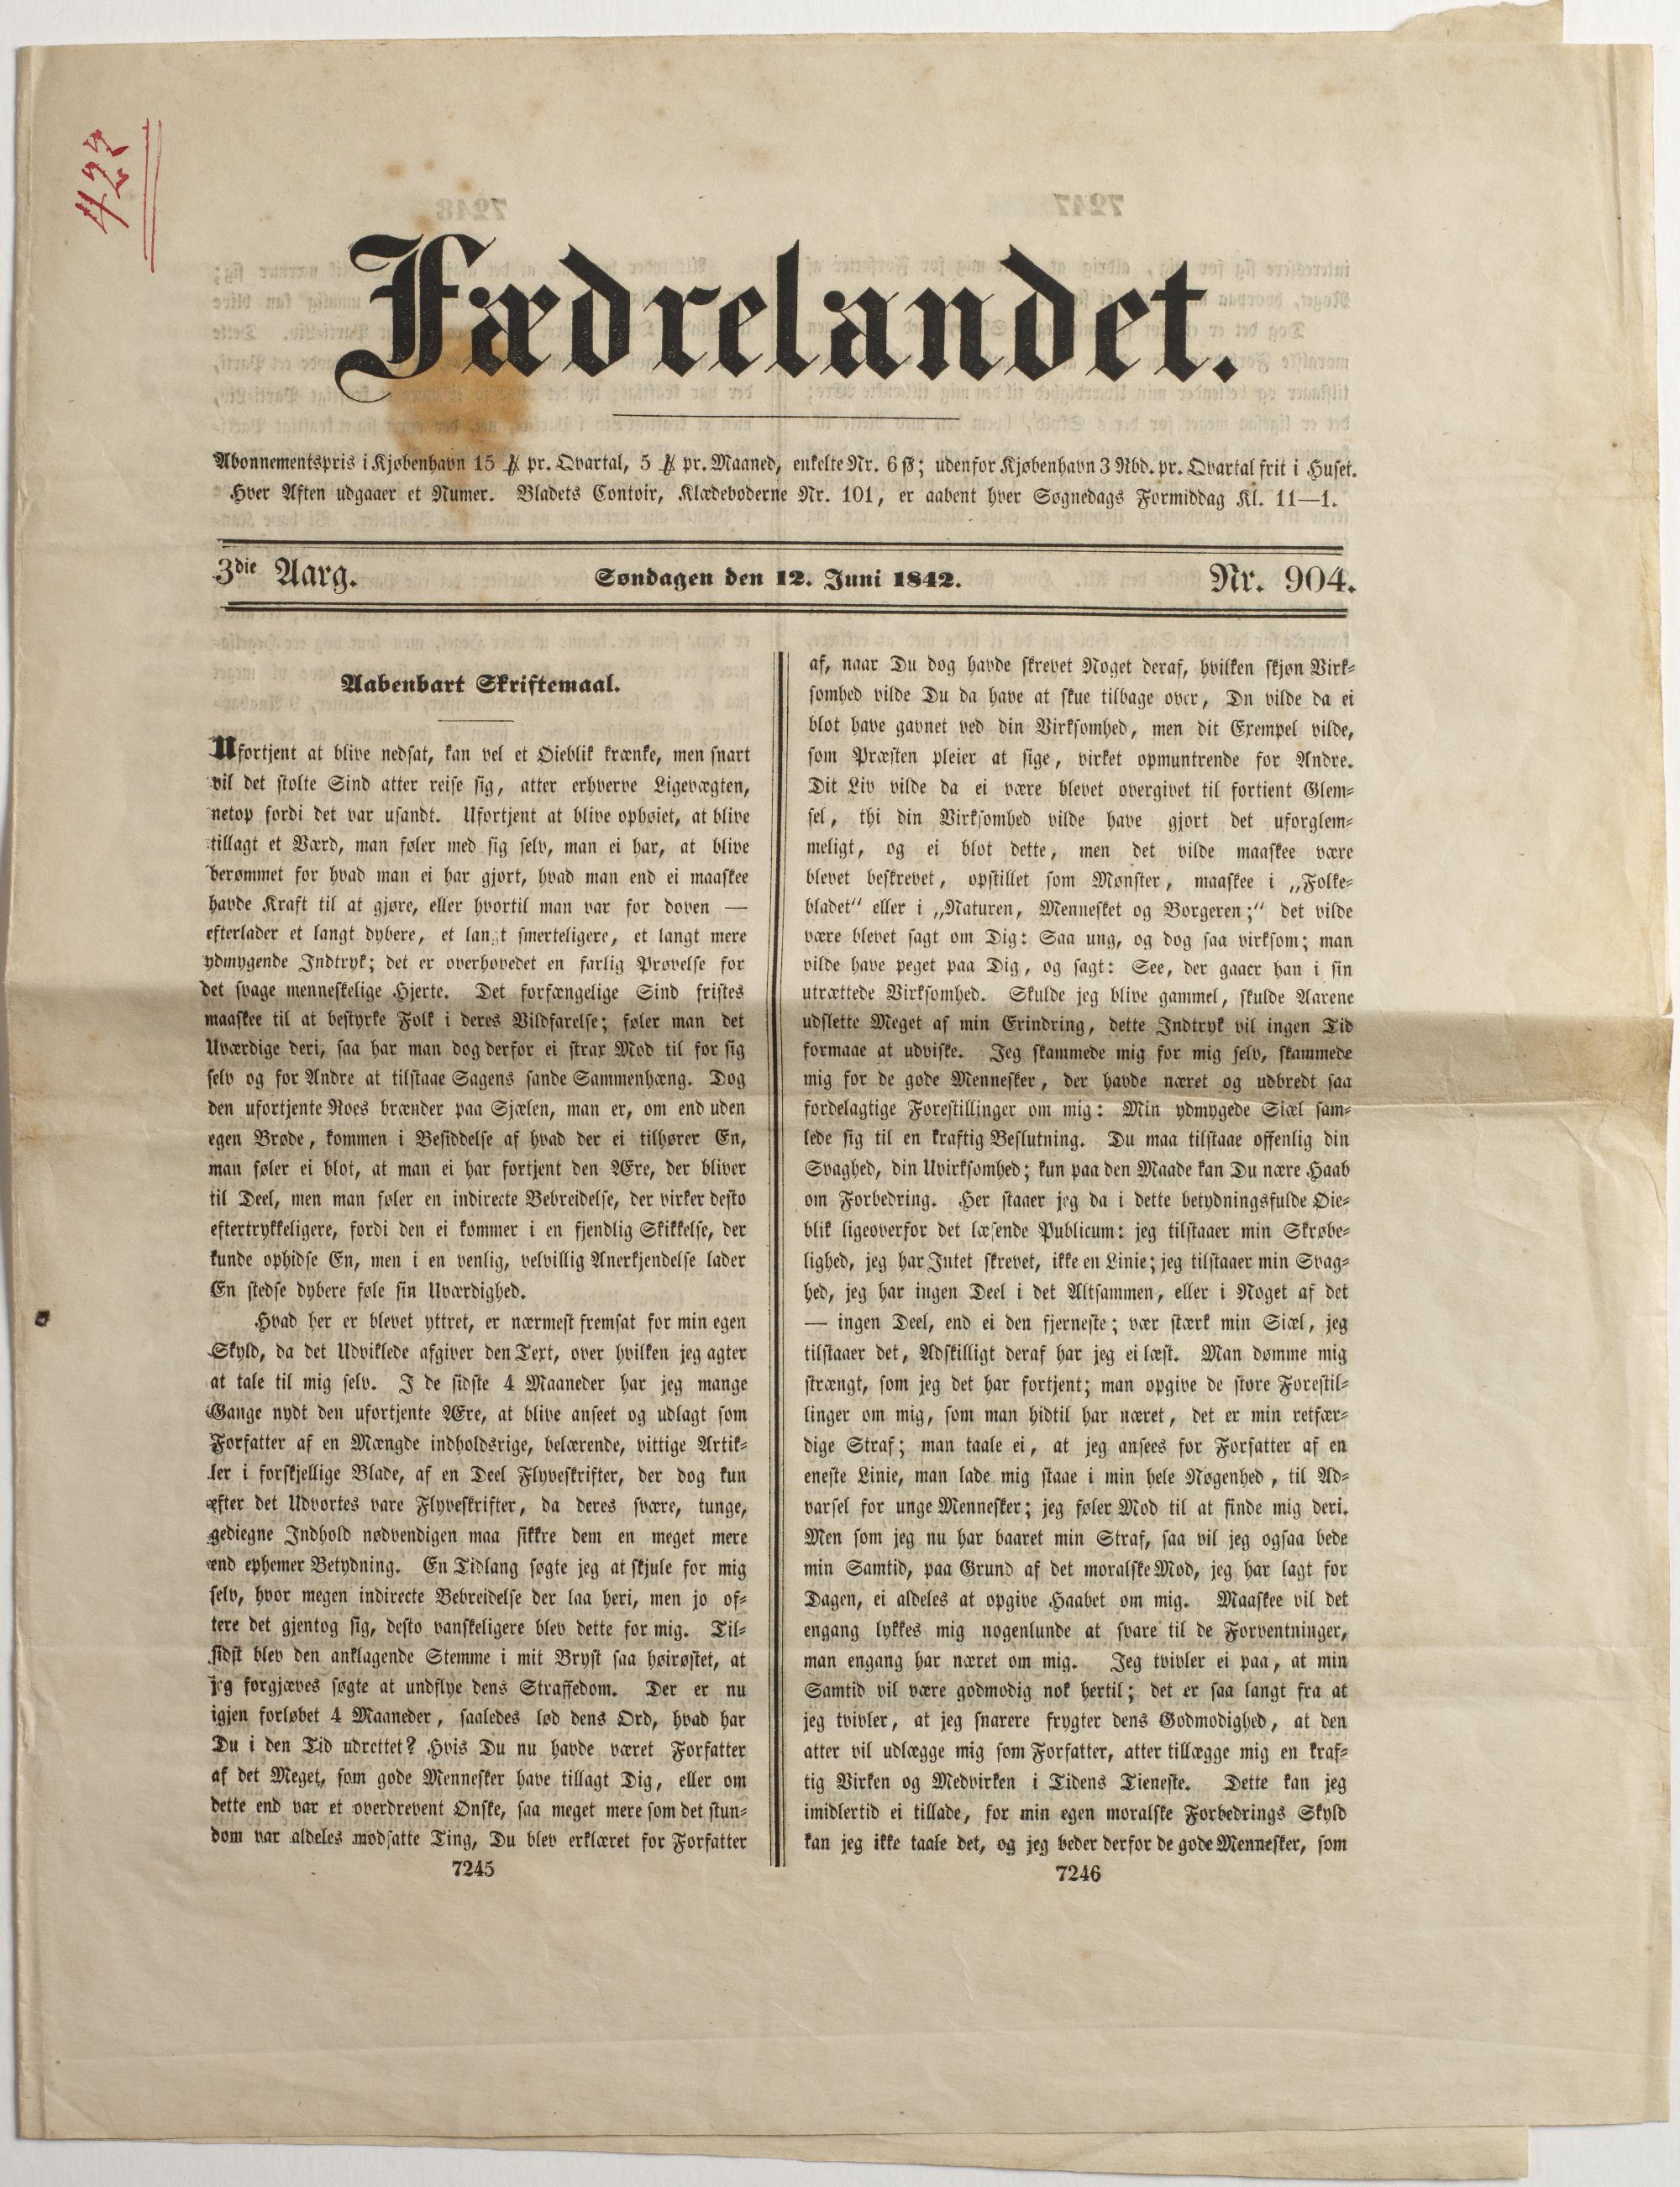 422
Fædrelandet.
Abonnementspris i Kjøbenhavn 15 ℳ pr. Qvartal, 5 ℳ pr. Maaned, enkelte Nr. 6 ß; udenfor Kjøbenhavn 3 Rbd. pr. Qvartal frit i Huset.
Hver Aften udgaaer et Numer. Bladets Contoir, Klædeboderne Nr. 101, er aabent hver Søgnedags Formiddag Kl. 11—1.
3die Aarg.
Søndagen den 12. Juni 1842.
Nr. 904.
Aabenbart Skriftemaal.
Ufortjent at blive nedsat, kan vel et Øieblik krænke, men snart
vil det stolte Sind atter reise sig, atter erhverve Ligevægten,
netop fordi det var usandt. Ufortjent at blive ophøiet, at blive
tillagt et Værd, man føler med sig selv, man ei har, at blive
berømmet for hvad man ei har gjort, hvad man end ei maaskee
havde Kraft til at gjøre, eller hvortil man var for doven —
efterlader et langt dybere, et langt smerteligere, et langt mere
ydmygende Indtryk; det er overhovedet en farlig Prøvelse for
det svage menneskelige Hjerte. Det forfængelige Sind fristes
maaskee til at bestyrke Folk i deres Vildfarelse; føler man det
Uværdige deri, saa har man dog derfor ei strax Mod til for sig
selv og for Andre at tilstaae Sagens sande Sammenhæng. Dog
den ufortjente Roes brænder paa Sjælen, man er, om end uden
egen Brøde, kommen i Besiddelse af hvad der ei tilhører En,
man føler ei blot, at man ei har fortjent den Ære, der bliver
til Deel, men man føler en indirecte Bebreidelse, der virker desto
eftertrykkeligere, fordi den ei kommer i en fjendlig Skikkelse, der
kunde ophidse En, men i en venlig, velvillig Anerkjendelse lader
En stedse dybere føle sin Uværdighed.
Hvad her er blevet yttret, er nærmest fremsat for min egen
Skyld, da det Udviklede afgiver den Text, over hvilken jeg agter
at tale til mig selv. I de sidste 4 Maaneder har jeg mange
Gange nydt den ufortjente Ære, at blive anseet og udlagt som
Forfatter af en Mængde indholdsrige, belærende, vittige Artik-
ler i forskjellige Blade, af en Deel Flyveskrifter, der dog kun
efter det Udvortes vare Flyveskrifter, da deres svære, tunge,
gediegne Indhold nødvendigen maa sikkre dem en meget mere
end ephemer Betydning. En Tidlang søgte jeg at skjule for mig
selv, hvor megen indirecte Bebreidelse der laa heri, men jo of-
tere det gjentog sig, desto vanskeligere blev dette for mig. Til-
sidst blev den anklagende Stemme i mit Bryst saa høirøstet, at
jeg forgjæves søgte at undflye dens Straffedom. Der er nu
igjen forløbet 4 Maaneder, saaledes lød dens Ord, hvad har
Du i den Tid udrettet? Hvis Du nu havde været Forfatter
af det Meget, som gode Mennesker have tillagt Dig, eller om
dette end var et overdrevent Ønske, saa meget mere som det stun-
dom var aldeles modsatte Ting, Du blev erklæret for Forfatter
7245
af, naar Du dog havde skrevet Noget deraf, hvilken skjøn Virk-
somhed vilde Du da have at skue tilbage over, Dn vilde da ei
blot have gavnet ved din Virksomhed, men dit Exempel vilde,
som Præsten pleier at sige, virket opmuntrende for Andre.
Dit Liv vilde da ei være blevet overgivet til fortient Glem-
sel, thi din Virksomhed vilde have gjort det uforglem-
meligt, og ei blot dette, men det vilde maaskee være
blevet beskrevet, opstillet som Mønster, maaskee i „Folke-
bladet“ eller i „Naturen, Mennesket og Borgeren;“ det vilde
være blevet sagt om Dig: Saa ung, og dog saa virksom; man
vilde have peget paa Dig, og sagt: See, der gaaer han i sin
utrættede Virksomhed. Skulde jeg blive gammel, skulde Aarene
udslette Meget af min Erindring, dette Indtryk vil ingen Tid
formaae at udviske. Jeg skammede mig for mig selv, skammede
mig for de gode Mennesker, der havde næret og udbredt saa
fordelagtige Forestillinger om mig: Min ydmygede Siæl sam-
lede sig til en kraftig Beslutning. Du maa tilstaae offenlig din
Svaghed, din Uvirksomhed; kun paa den Maade kan Du nære Haab
om Forbedring. Her staaer jeg da i dette betydningsfulde Øie-
blik ligeoverfor det læsende Publicum: jeg tilstaaer min Skrøbe-
lighed, jeg har Intet skrevet, ikke en Linie; jeg tilstaaer min Svag-
hed, jeg har ingen Deel i det Altsammen, eller i Noget af det
— ingen Deel, end ei den fjerneste; vær stærk min Siæl, jeg
tilstaaer det, Adskilligt deraf har jeg ei læst. Man dømme mig
strængt, som jeg det har fortjent; man opgive de store Forestil-
linger om mig, som man hidtil har næret, det er min retfær-
dige Straf; man taale ei, at jeg ansees for Forfatter af en
eneste Linie, man lade mig staae i min hele Nøgenhed, til Ad-
varsel for unge Mennesker; jeg føler Mod til at finde mig deri.
Men som jeg nu har baaret min Straf, saa vil jeg ogsaa bede
min Samtid, paa Grund af det moralske Mod, jeg har lagt for
Dagen, ei aldeles at opgive Haabet om mig. Maaskee vil det
engang lykkes mig nogenlunde at svare til de Forventninger,
man engang har næret om mig. Jeg tvivler ei paa, at min
Samtid vil være godmodig nok hertil; det er saa langt fra at
jeg tvivler, at jeg snarere frygter dens Godmodighed, at den
atter vil udlægge mig som Forfatter, atter tillægge mig en kraf-
tig Virken og Medvirken i Tidens Tieneste. Dette kan jeg
imidlertid ei tillade, for min egen moralske Forbedrings Skyld
kan jeg ikke taale det, og jeg beder derfor de gode Mennesker, som
7246